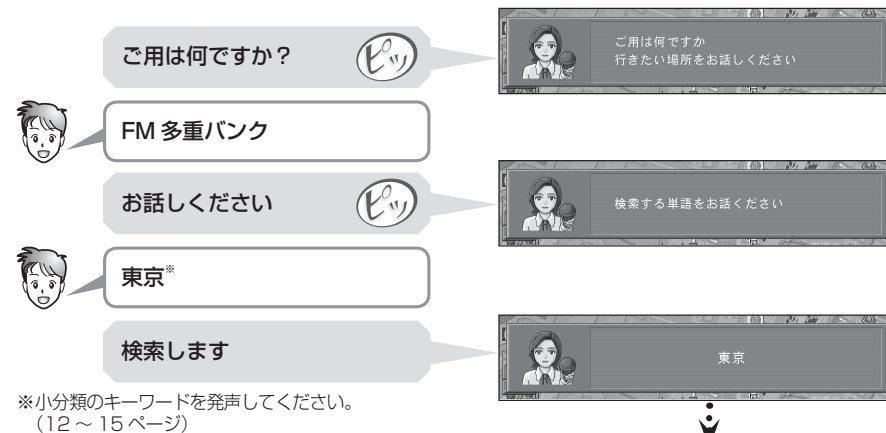 ご用は何ですか？
ピッ
ご用は何ですか
行きたい場所をお話しください
FM 多重バンク
お話しください
ピッ
検索する単語をお話ください
東京※
検索します
東京
※小分類のキーワードを発声してください。
（12 ～ 15 ページ）